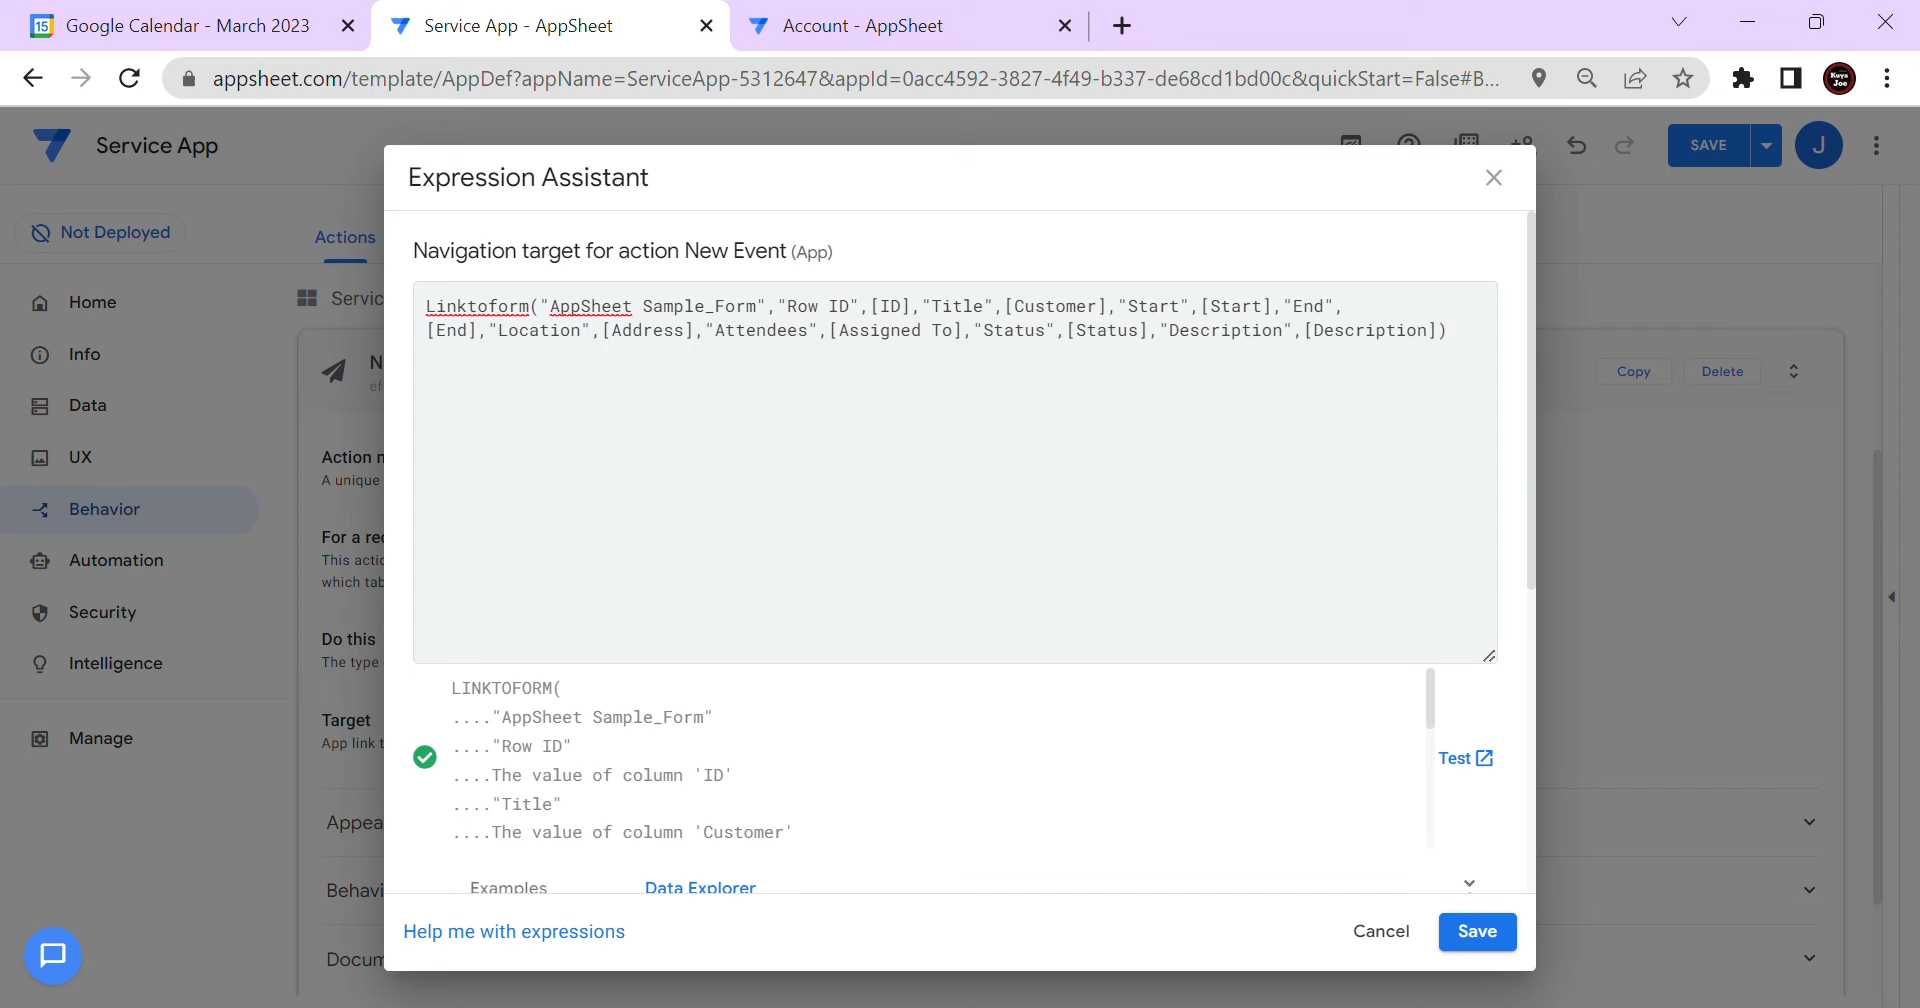 Google Calendar - March 2023
Service App - AppSheet
Account - AppSheet
appsheet.com/template/AppDef?appName=ServiceApp-5312647&appId=0acc4592-3827-4f49-b337-de68cd1bd00c&quickStart=False#B...
Service App
SAVE
J
Expression Assistant
Not Deployed
Actions
Navigation target for action New Event (App)
Home
Servic
Linktoform("AppSheet Sample_Form","Row ID",[ID],"Title",[Customer],"Start",[Start],"End",
[End],"Location",[Address],"Attendees",[Assigned To],"Status",[Status],"Description",[Description])
Info
N
ef
Copy
Delete
Data
UX
Action n
A unique
Behavior
For a rec
This actio
which tab
Automation
Security
Do this
The type
Intelligence
LINKTOFORM(
...."AppSheet Sample_Form"
...."Row ID"
....The value of column 'ID'
...."Title"
....The value of column 'Customer'
Test
Target
App link t
Manage
Appea
Examples
Data Explorer
Behavi
Help me with expressions
Cancel
Save
Docum